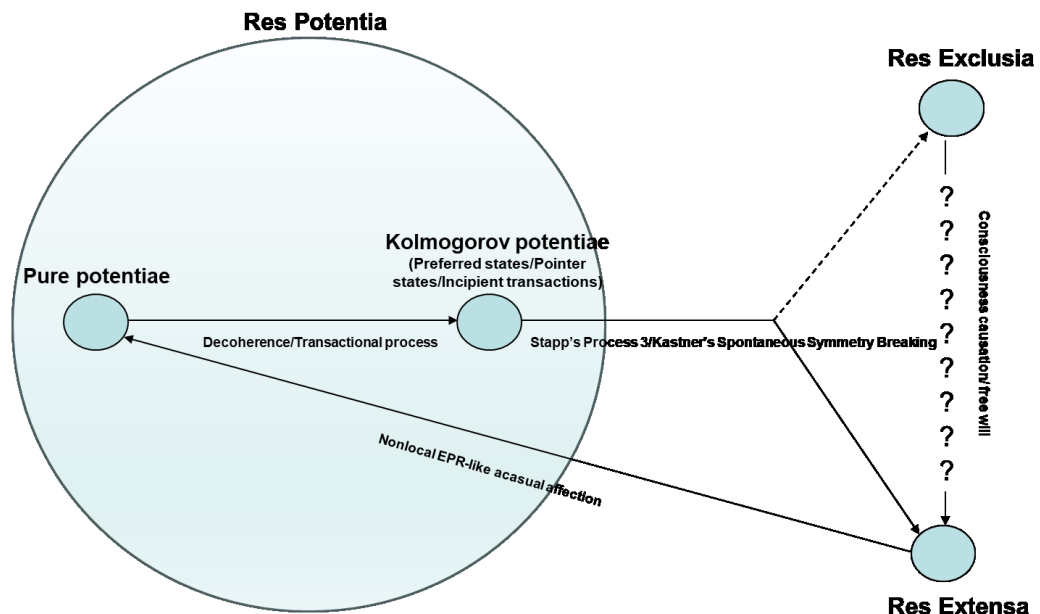 Res Potentia
Res Exclusia
Kolmogorov potentiae
(Preferred states/Pointer
states/Incipient transactions)
Pure potentiae
Decoherence/Transactional process
Stapp's Process 3/Kastner's Spontaneous Symmetry Breaking
Nonlocal EPR-like acasual affection
?
?
?
?
?
?
?
?
?
Consciousness causation/ free will
Res Extensa